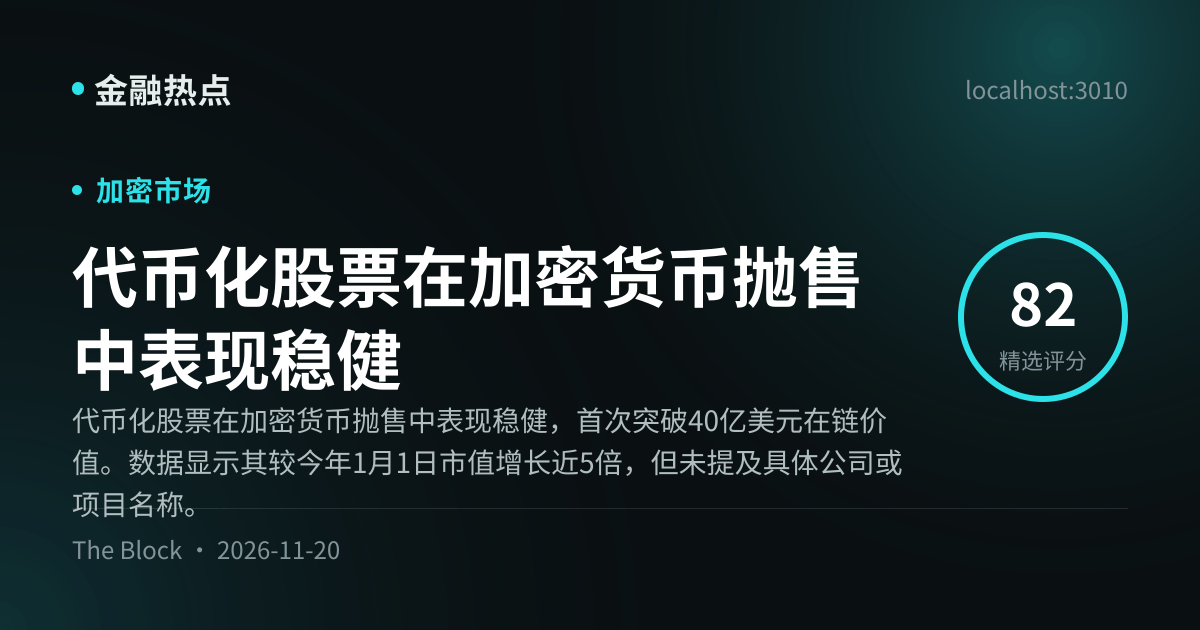 金融热点
localhost:3010
加密市场
代币化股票在加密货币抛售
中表现稳健
82
精选评分
代币化股票在加密货币抛售中表现稳健，首次突破40亿美元在链价
值。数据显示其较今年1月1日市值增长近5倍，但未提及具体公司或
项目名称。
The Block • 2026-11-20